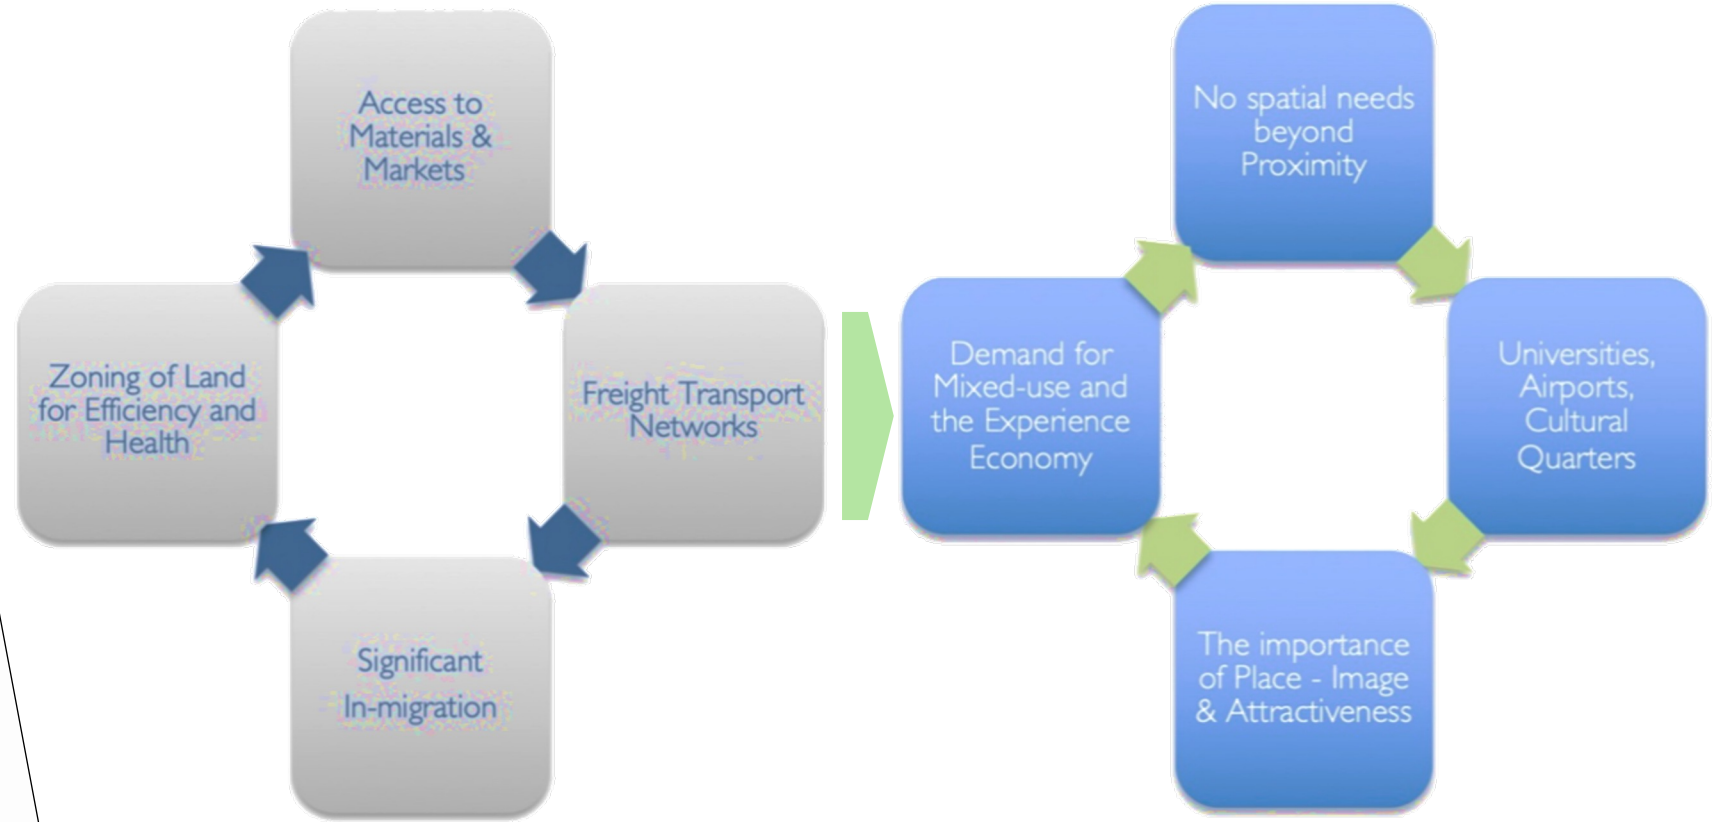 Access to
Materials &
Markets
Freight Transport
Networks
Significant
In-migration
Zoning of Land
for Efficiency and
Health
No spatial needs
beyond
Proximity
Universities,
Airports,
Cultural
Quarters
The importance
of Place - Image
& Attractiveness
Demand for
Mixed-use and
the Experience
Economy